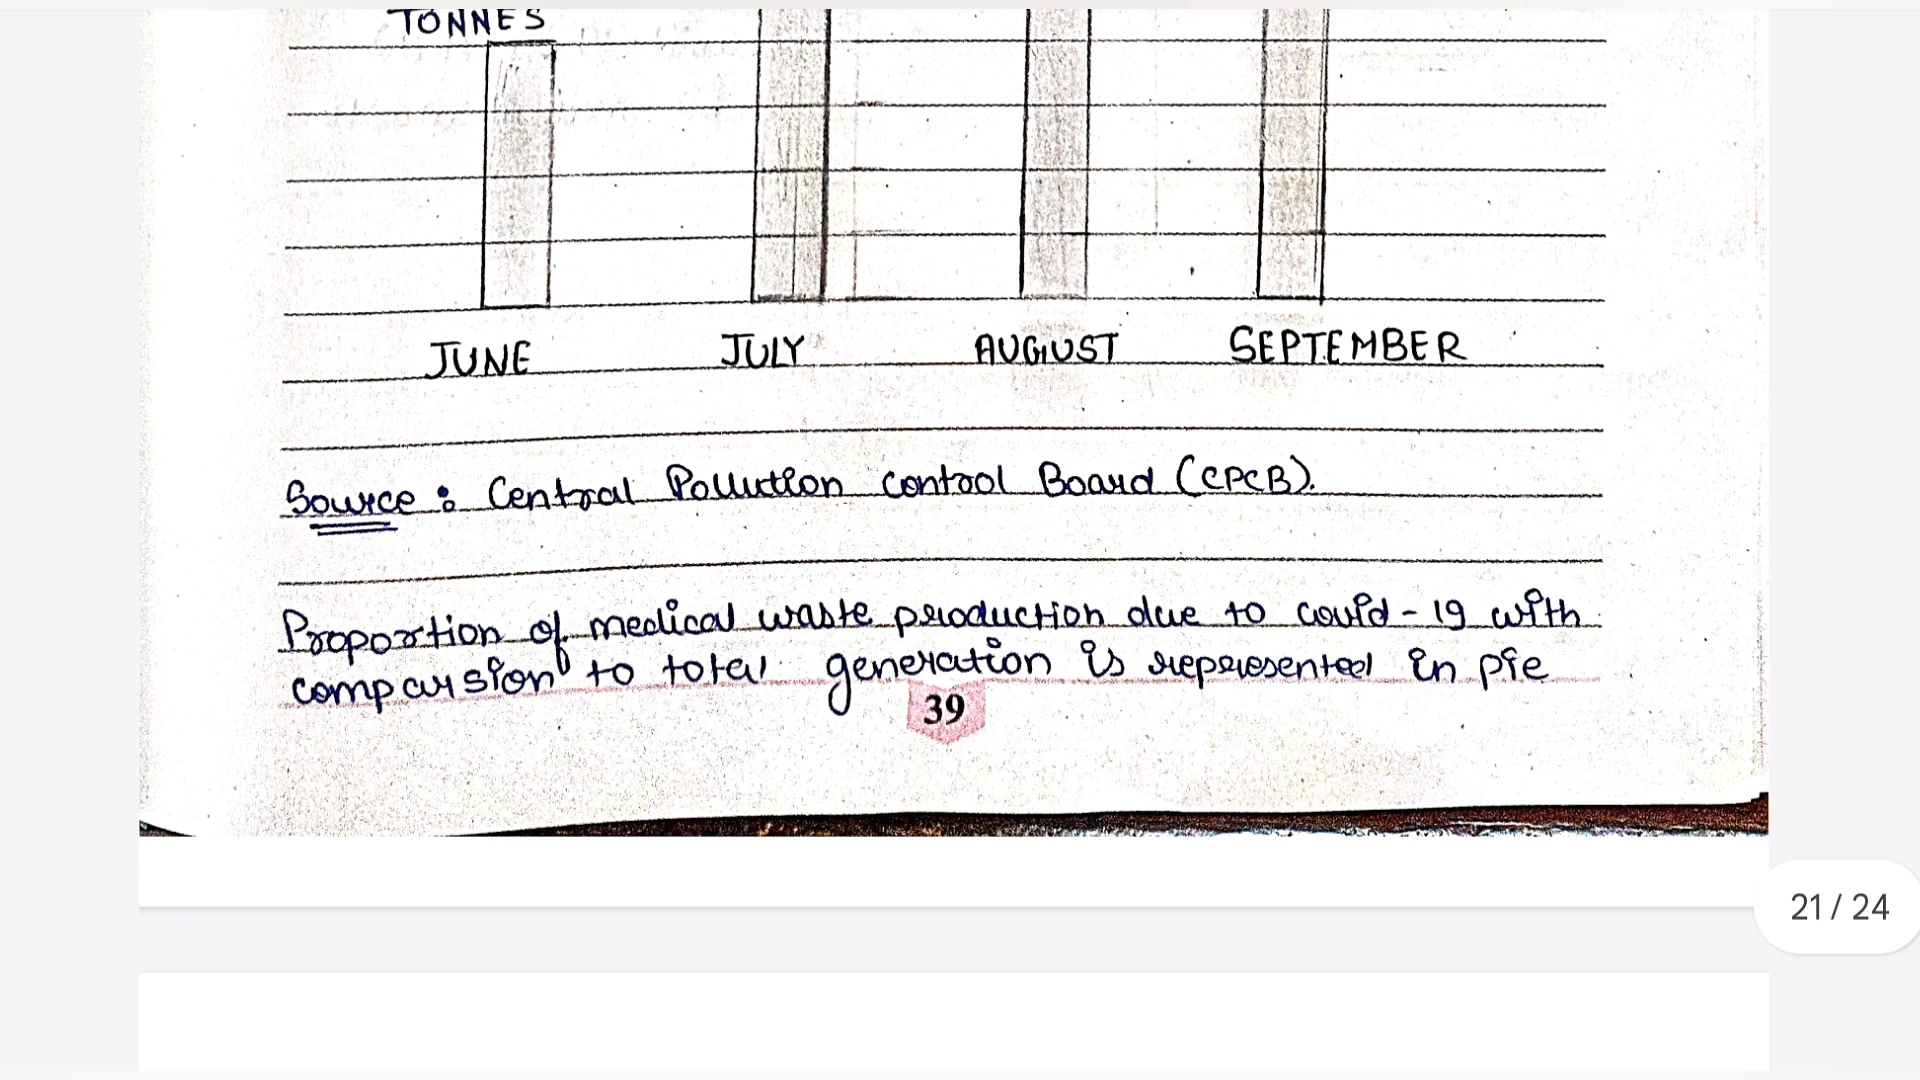 TONNES
JUNE JULY AUGUST SEPTEMBER
Source : Central Pollution control Board (CPCB).
Proportion of medical waste production due to covid-19 with
comparsion to total generation is represented in pie
39
21 / 24